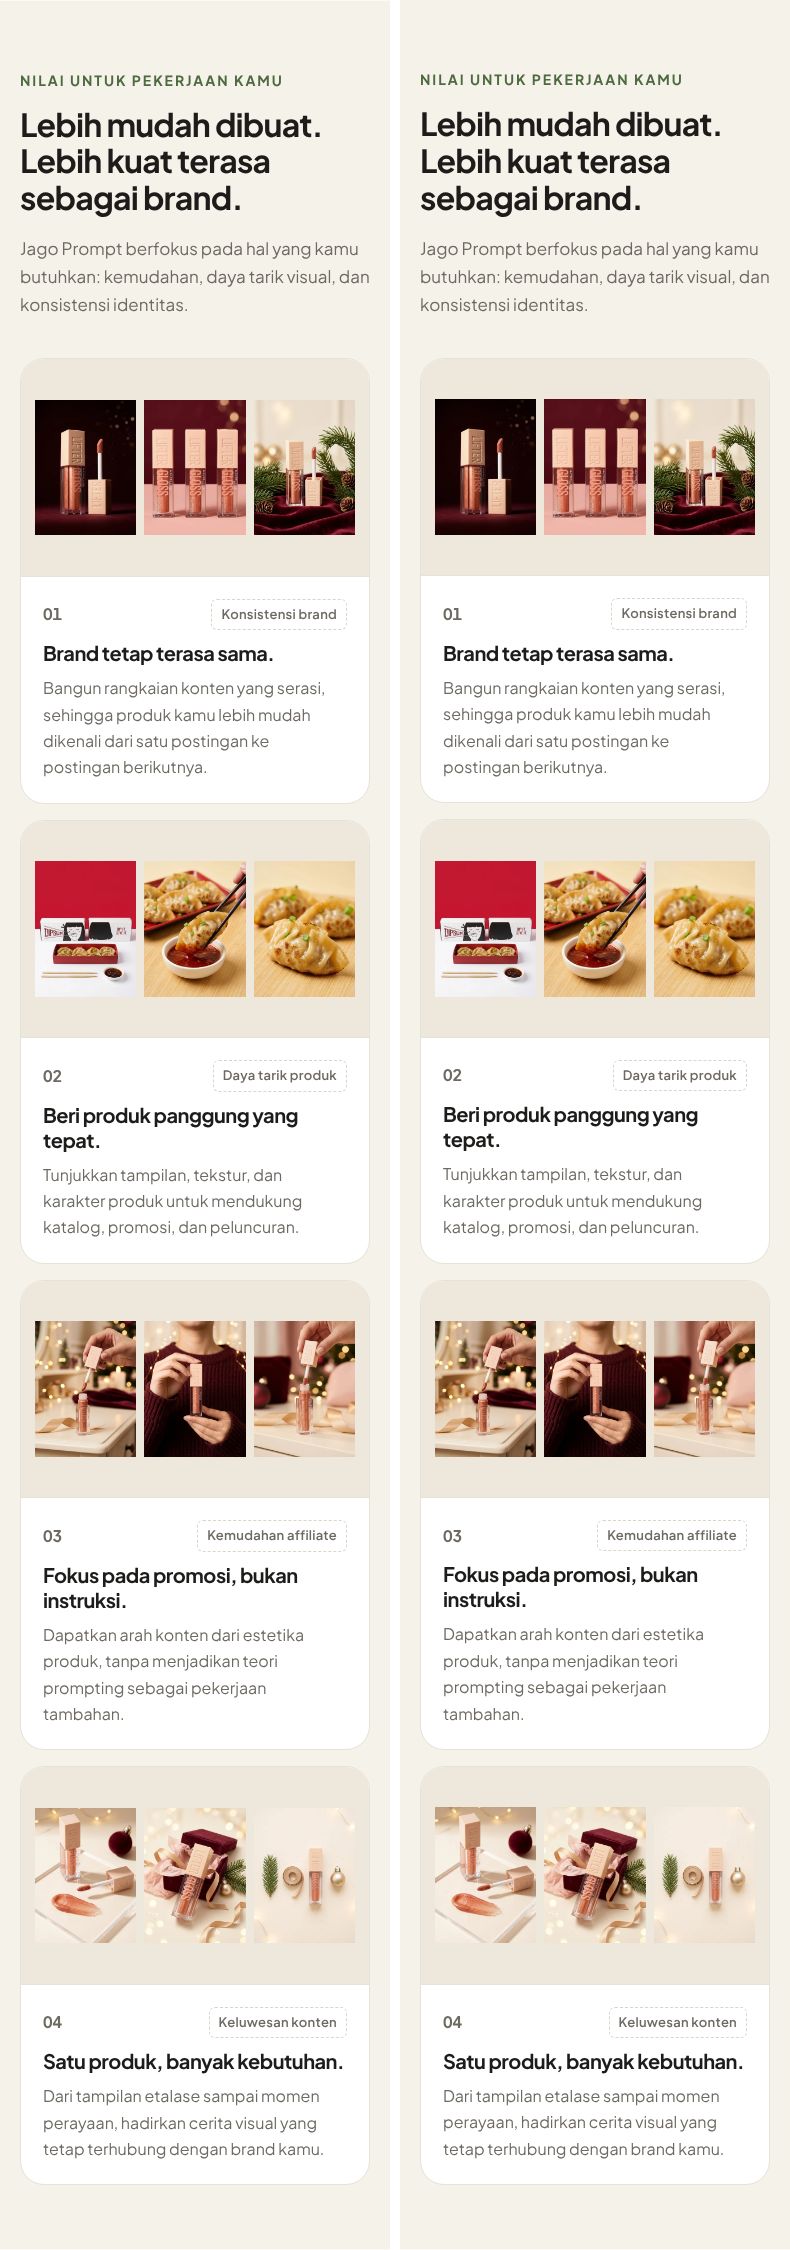 NILAI UNTUK PEKERJAAN KAMU
Lebih mudah dibuat.
Lebih kuat terasa
sebagai brand.
Jago Prompt berfokus pada hal yang kamu
butuhkan: kemudahan, daya tarik visual, dan
konsistensi identitas.
01
Konsistensi brand
Brand tetap terasa sama.
Bangun rangkaian konten yang serasi,
sehingga produk kamu lebih mudah
dikenali dari satu postingan ke
postingan berikutnya.
02
Daya tarik produk
Beri produk panggung yang
tepat.
Tunjukkan tampilan, tekstur, dan
karakter produk untuk mendukung
katalog, promosi, dan peluncuran.
03
Kemudahan affiliate
Fokus pada promosi, bukan
instruksi.
Dapatkan arah konten dari estetika
produk, tanpa menjadikan teori
prompting sebagai pekerjaan
tambahan.
04
Keluwesan konten
Satu produk, banyak kebutuhan.
Dari tampilan etalase sampai momen
perayaan, hadirkan cerita visual yang
tetap terhubung dengan brand kamu.
NILAI UNTUK PEKERJAAN KAMU
Lebih mudah dibuat.
Lebih kuat terasa
sebagai brand.
Jago Prompt berfokus pada hal yang kamu
butuhkan: kemudahan, daya tarik visual, dan
konsistensi identitas.
01
Konsistensi brand
Brand tetap terasa sama.
Bangun rangkaian konten yang serasi,
sehingga produk kamu lebih mudah
dikenali dari satu postingan ke
postingan berikutnya.
02
Daya tarik produk
Beri produk panggung yang
tepat.
Tunjukkan tampilan, tekstur, dan
karakter produk untuk mendukung
katalog, promosi, dan peluncuran.
03
Kemudahan affiliate
Fokus pada promosi, bukan
instruksi.
Dapatkan arah konten dari estetika
produk, tanpa menjadikan teori
prompting sebagai pekerjaan
tambahan.
04
Keluwesan konten
Satu produk, banyak kebutuhan.
Dari tampilan etalase sampai momen
perayaan, hadirkan cerita visual yang
tetap terhubung dengan brand kamu.